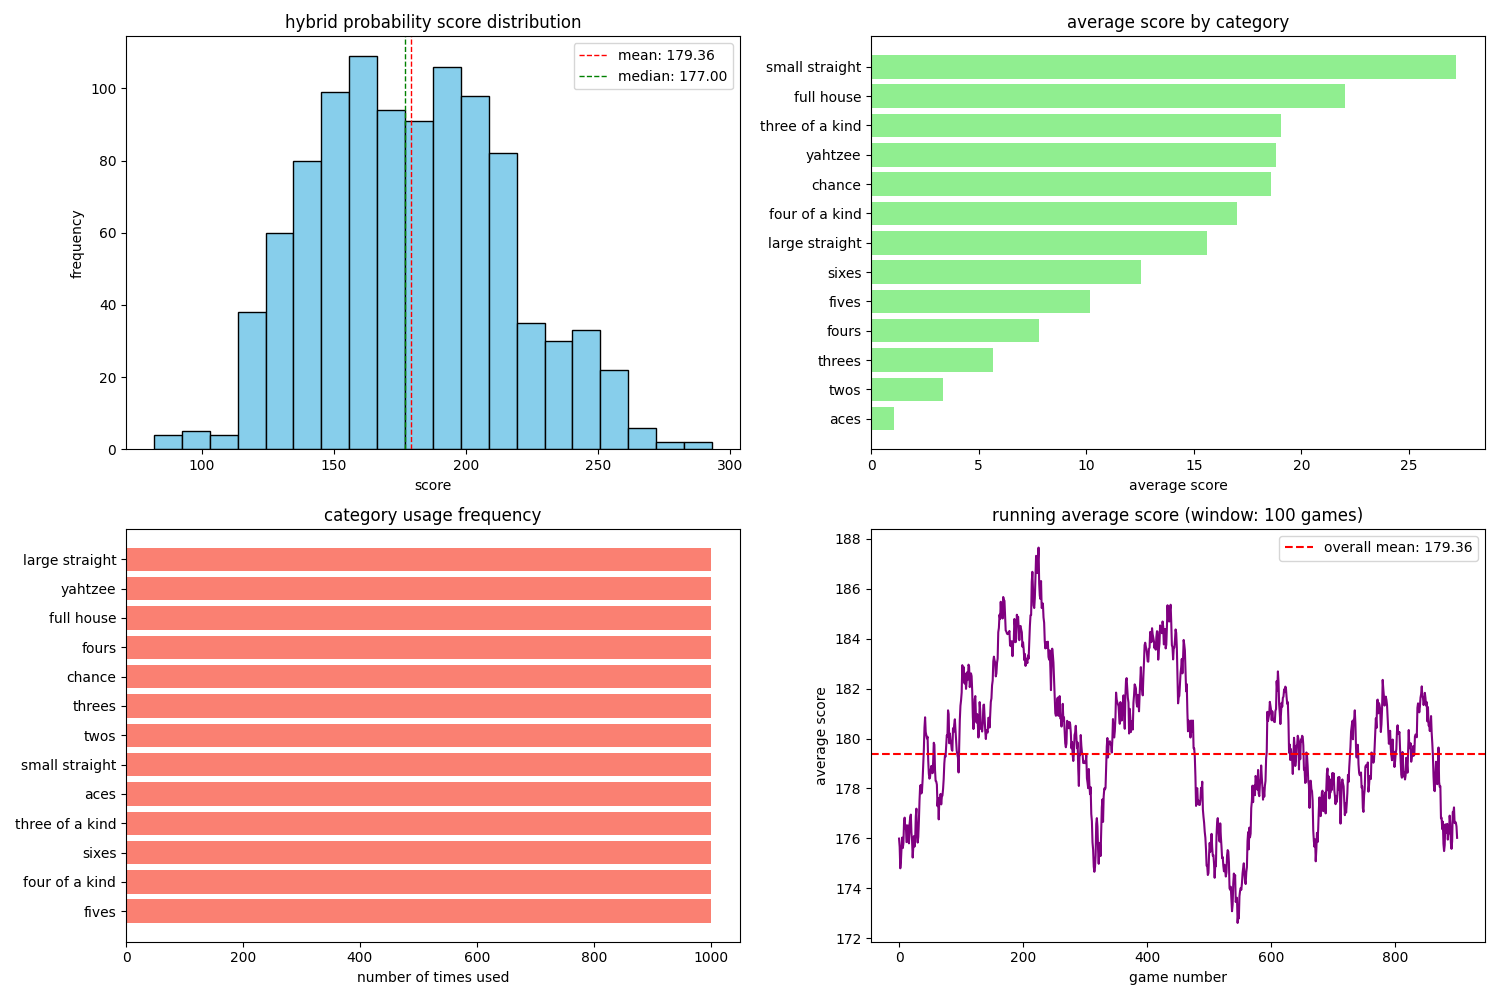 hybrid probability score distribution
mean: 179.36
median: 177.00
frequency
100
80
60
40
20
0
100
150
200
250
300
score
average score by category
small straight
full house
three of a kind
yahtzee
chance
four of a kind
large straight
sixes
fives
fours
threes
twos
aces
0
5
10
15
20
25
average score
category usage frequency
large straight
yahtzee
full house
fours
chance
threes
twos
small straight
aces
three of a kind
sixes
four of a kind
fives
0
200
400
600
800
1000
number of times used
running average score (window: 100 games)
overall mean: 179.36
average score
188
186
184
182
180
178
176
174
172
0
200
400
600
800
game number